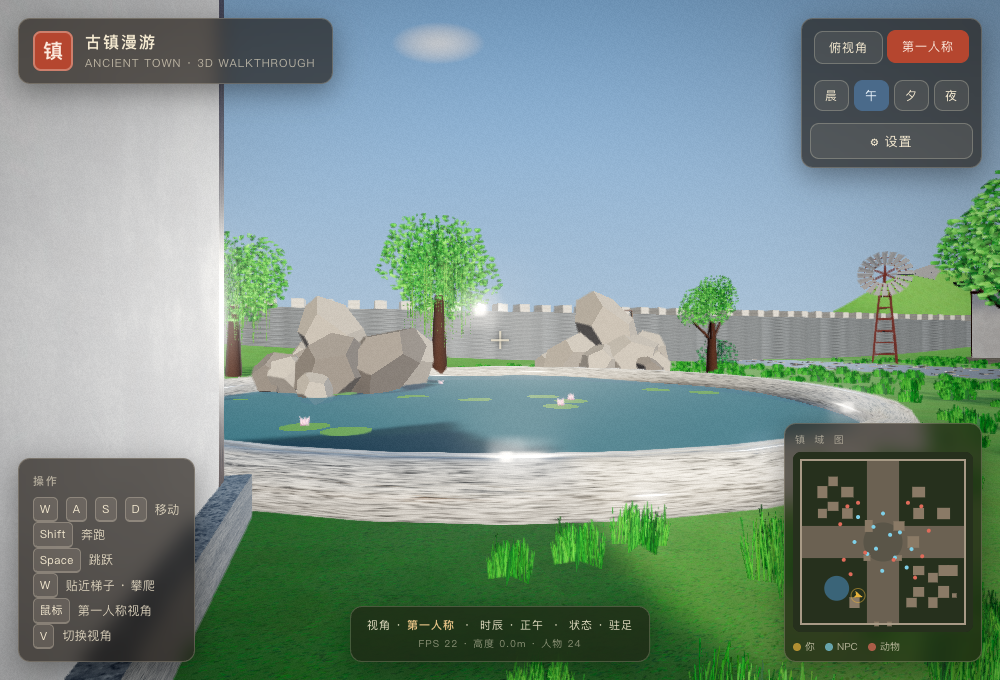 镇
古镇漫游
ANCIENT TOWN · 3D WALKTHROUGH
俯视角 第一人称
晨 午 夕 夜
⚙ 设置
操作
W A S D 移动
Shift 奔跑
Space 跳跃
W 贴近梯子 · 攀爬
鼠标 第一人称视角
V 切换视角
视角 · 第一人称 · 时辰 · 正午 · 状态 · 驻足
FPS 22 · 高度 0.0m · 人物 24
镇域图
你 NPC 动物